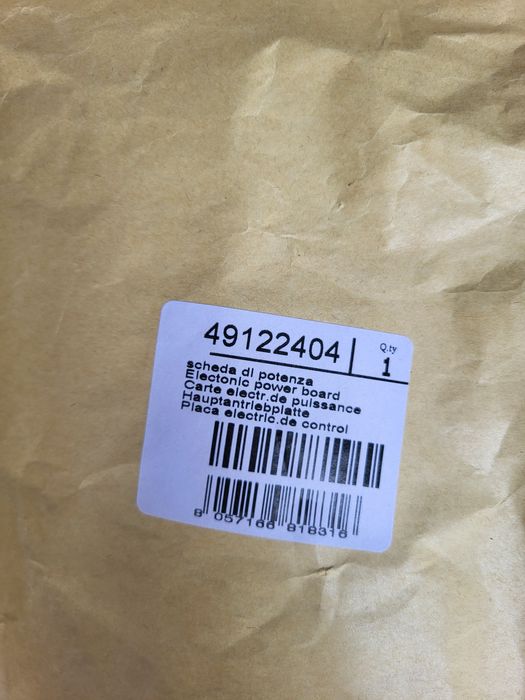 49122404
Q.ty
1
scheda di potenza
Electonic power board
Carte electr.de puissance
Hauptantriebplatte
Placa electric.de control
8 057166 818316